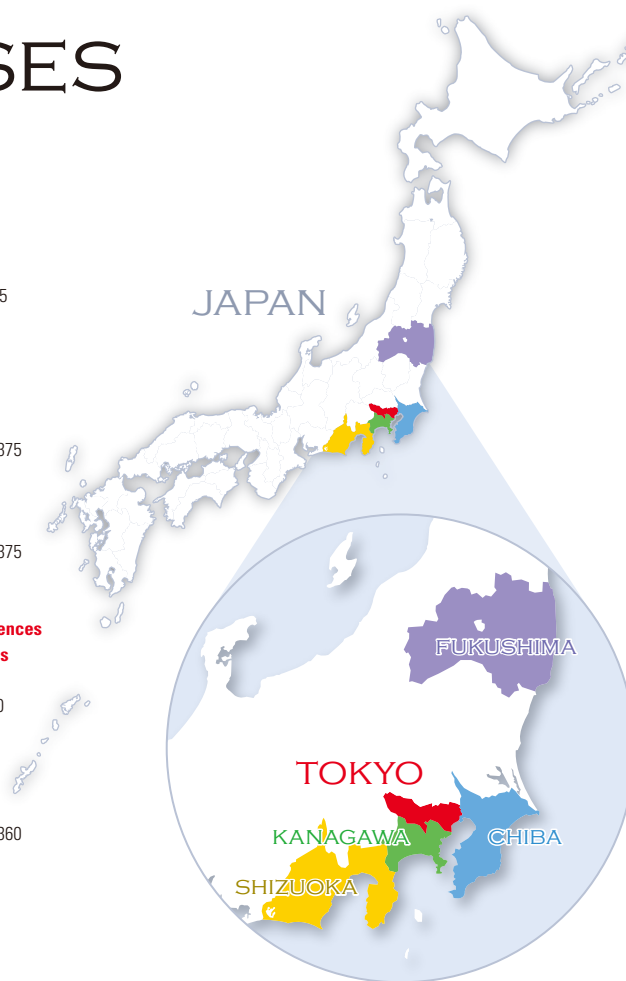 SES
JAPAN
5
375
375
ences
s
0
360
FUKUSHIMA
TOKYO
KANAGAWA
CHIBA
SHIZUOKA